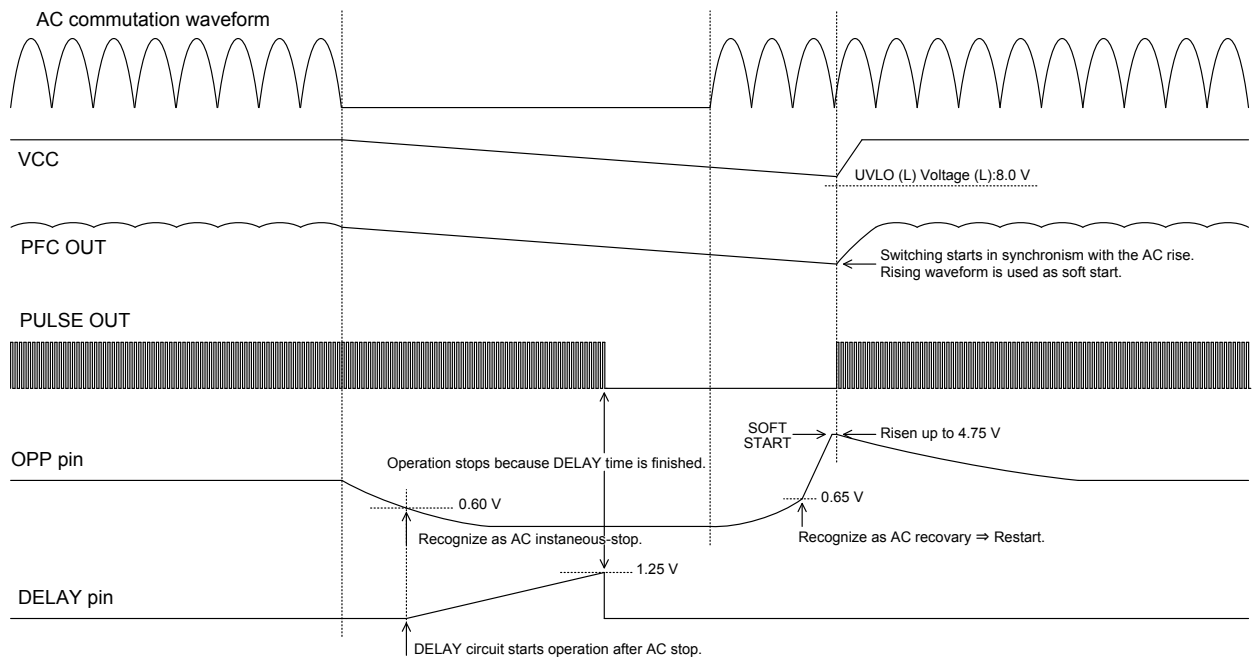 AC commutation waveform
VCC
UVLO (L) Voltage (L):8.0 V
PFC OUT
Switching starts in synchronism with the AC rise.
Rising waveform is used as soft start.
PULSE OUT
SOFT
START
Risen up to 4.75 V
OPP pin
Operation stops because DELAY time is finished.
0.60 V
0.65 V
Recognize as AC instaneous-stop.
Recognize as AC recovary ⇒ Restart.
1.25 V
DELAY pin
DELAY circuit starts operation after AC stop.